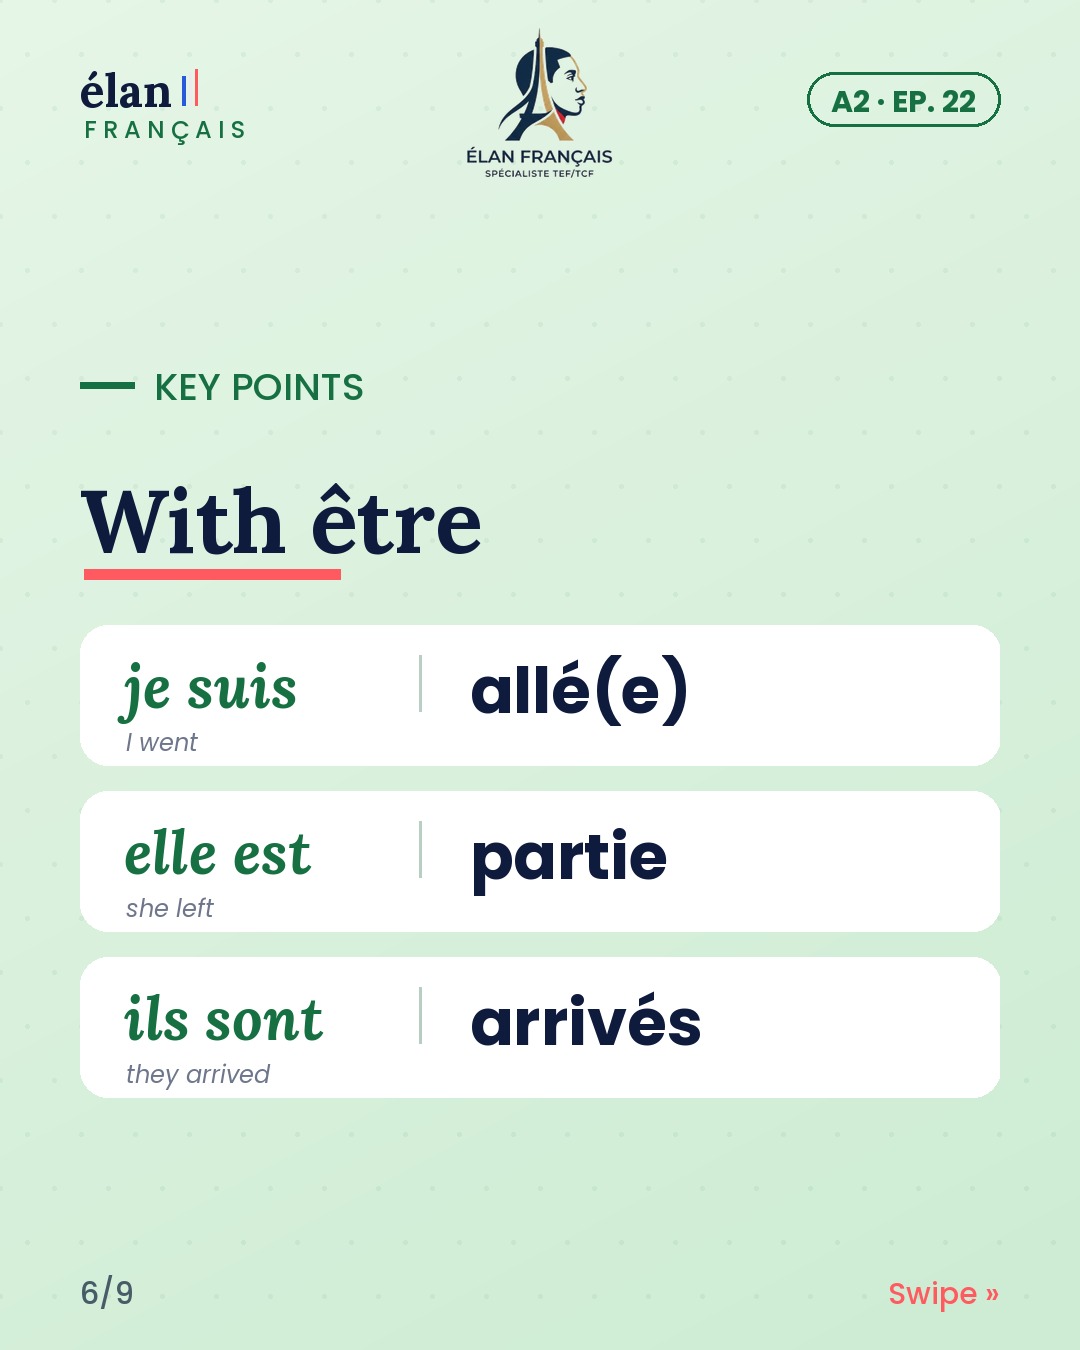 élan
FRANÇAIS
ÉLAN FRANÇAIS
SPÉCIALISTE TEF/TCF
A2 · EP. 22
KEY POINTS
With être
je suis | allé(e)
I went
elle est | partie
she left
ils sont | arrivés
they arrived
6/9
Swipe »